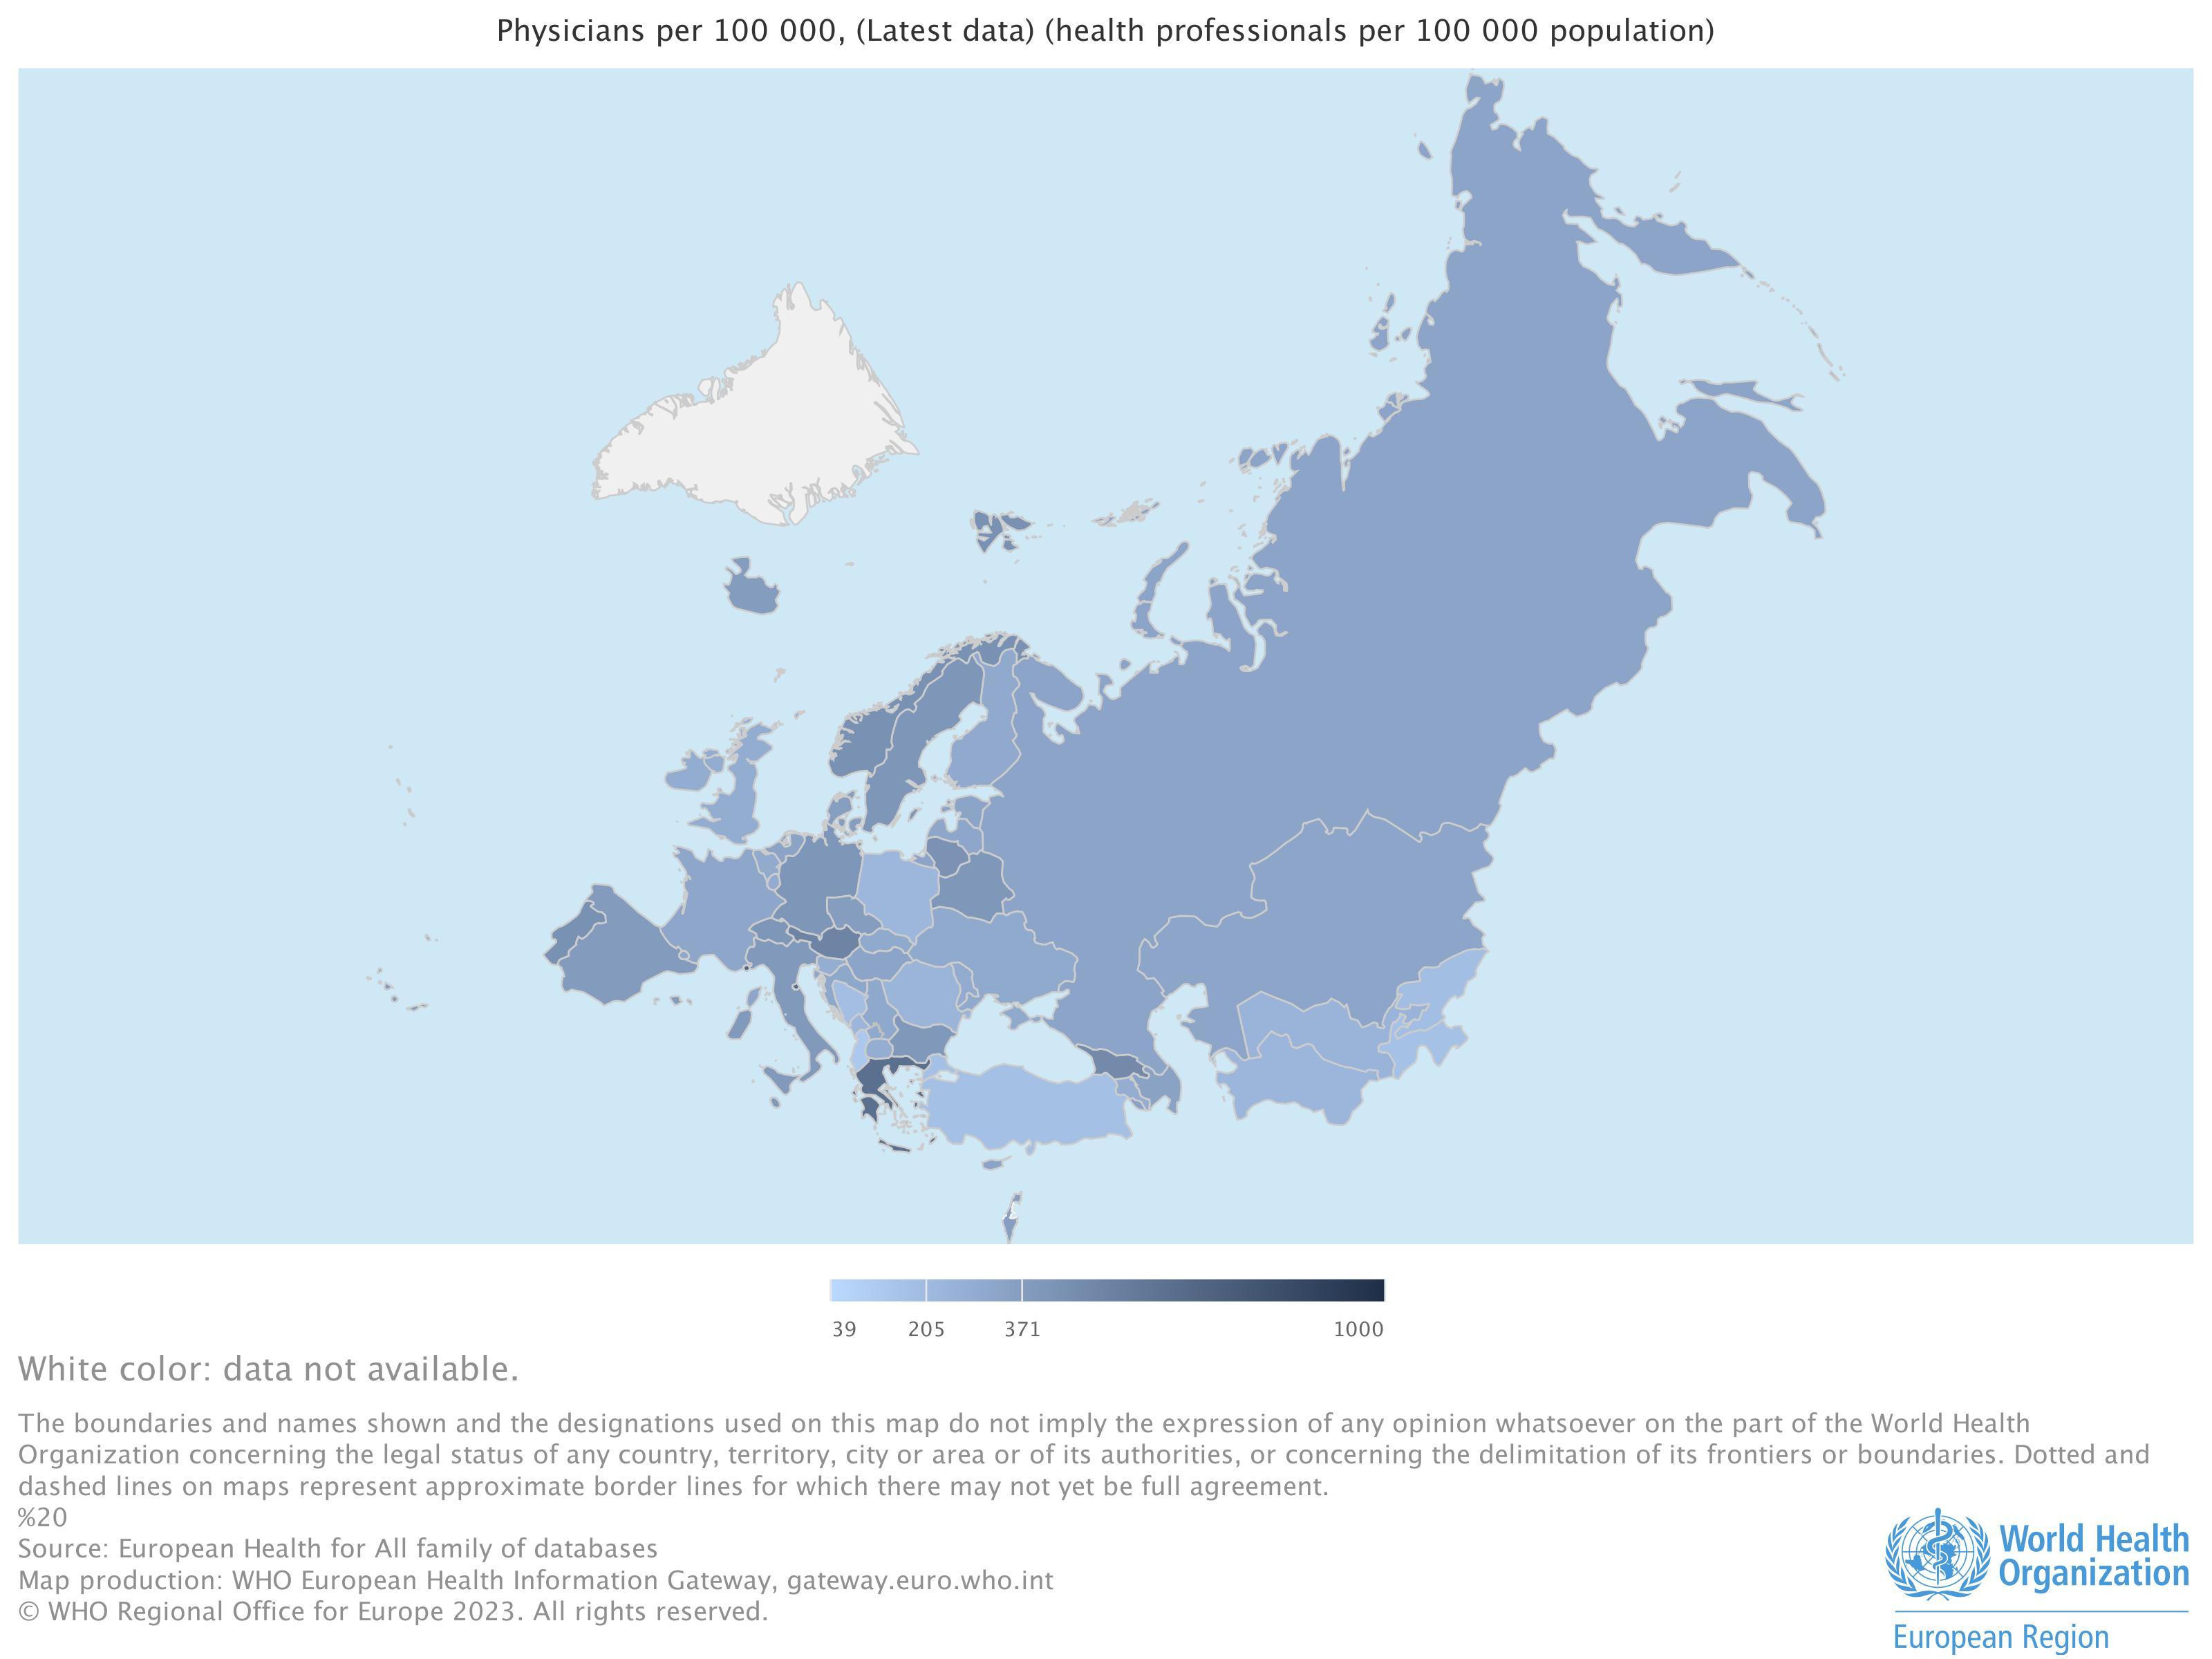 Physicians per 100 000, (Latest data) (health professionals per 100 000 population)
39 205 371 1000
White color: data not available.
The boundaries and names shown and the designations used on this map do not imply the expression of any opinion whatsoever on the part of the World Health
Organization concerning the legal status of any country, territory, city or area or of its authorities, or concerning the delimitation of its frontiers or boundaries. Dotted and
dashed lines on maps represent approximate border lines for which there may not yet be full agreement.
%20
Source: European Health for All family of databases
Map production: WHO European Health Information Gateway, gateway.euro.who.int
© WHO Regional Office for Europe 2023. All rights reserved.
World Health
Organization
European Region